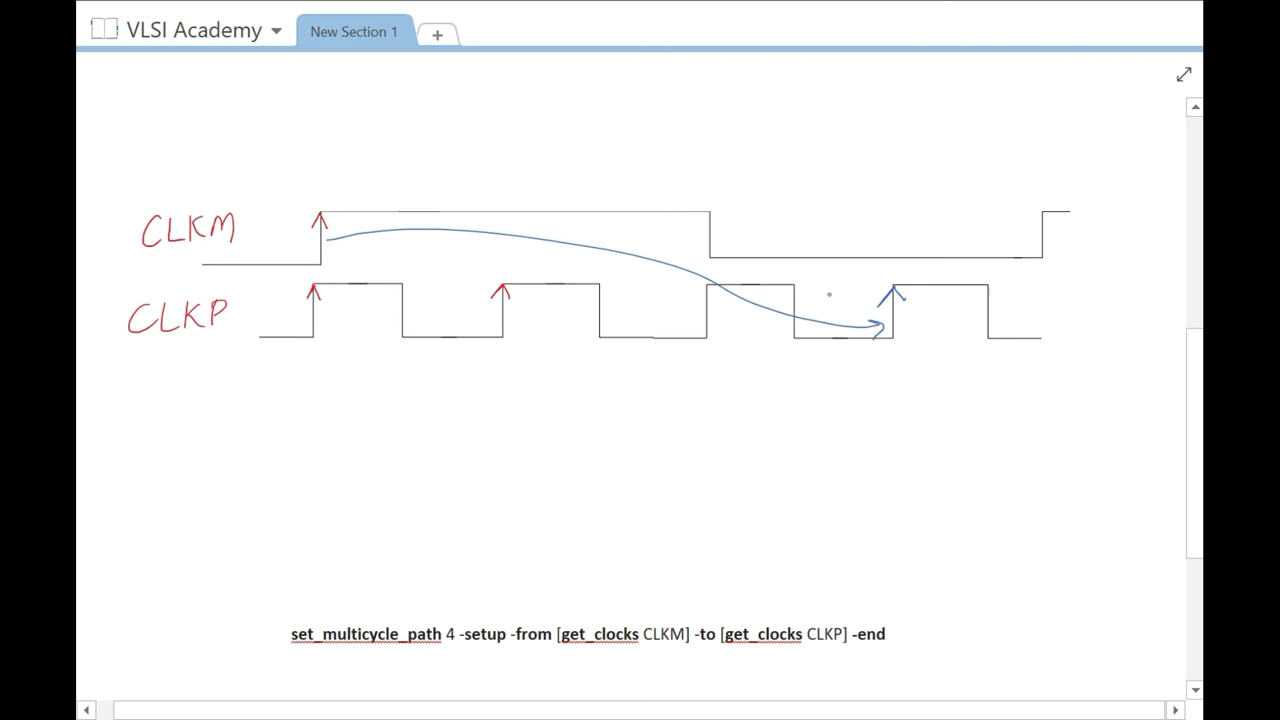 VLSI Academy
New Section 1
CLKM
CLKP
set_multicycle_path 4 -setup -from [get_clocks CLKM] -to [get_clocks CLKP] -end